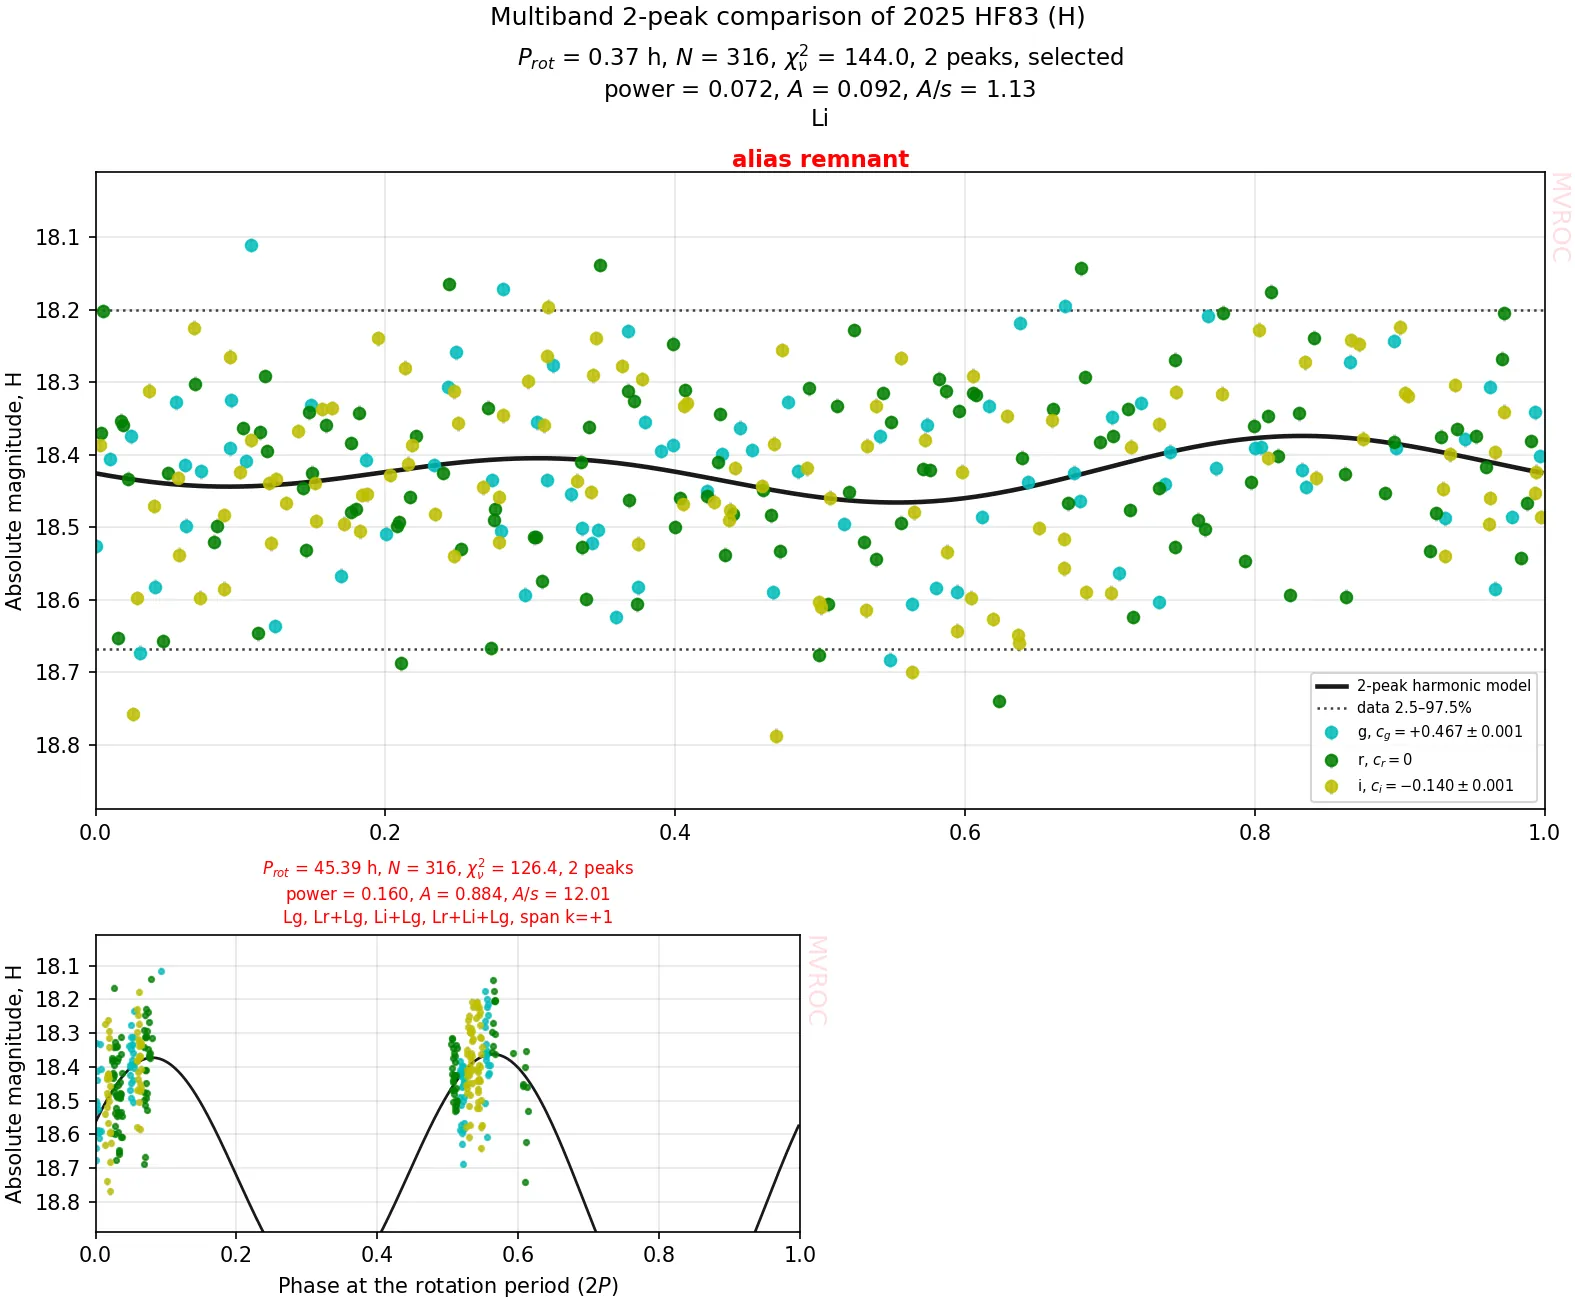 Multiband 2-peak comparison of 2025 HF83 (H)
P_rot = 0.37 h, N = 316, χ²_ν = 144.0, 2 peaks, selected
power = 0.072, A = 0.092, A/s = 1.13
Li
alias remnant
MVROC
Absolute magnitude, H
18.1
18.2
18.3
18.4
18.5
18.6
18.7
18.8
2-peak harmonic model
data 2.5–97.5%
g, c_g = +0.467 ± 0.001
r, c_r = 0
i, c_i = −0.140 ± 0.001
0.0 0.2 0.4 0.6 0.8 1.0
P_rot = 45.39 h, N = 316, χ²_ν = 126.4, 2 peaks
power = 0.160, A = 0.884, A/s = 12.01
Lg, Lr+Lg, Li+Lg, Lr+Li+Lg, span k=+1
MVROC
Absolute magnitude, H
18.1
18.2
18.3
18.4
18.5
18.6
18.7
18.8
0.0 0.2 0.4 0.6 0.8 1.0
Phase at the rotation period (2P)